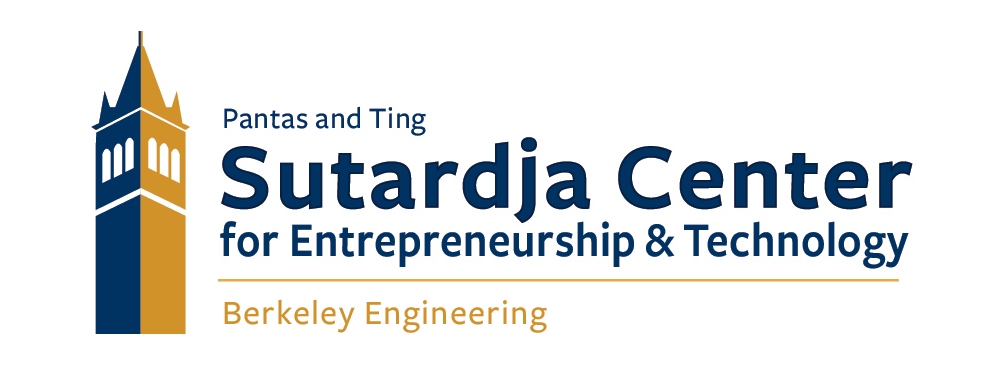 Pantas and Ting
Sutardja Center
for Entrepreneurship & Technology
Berkeley Engineering